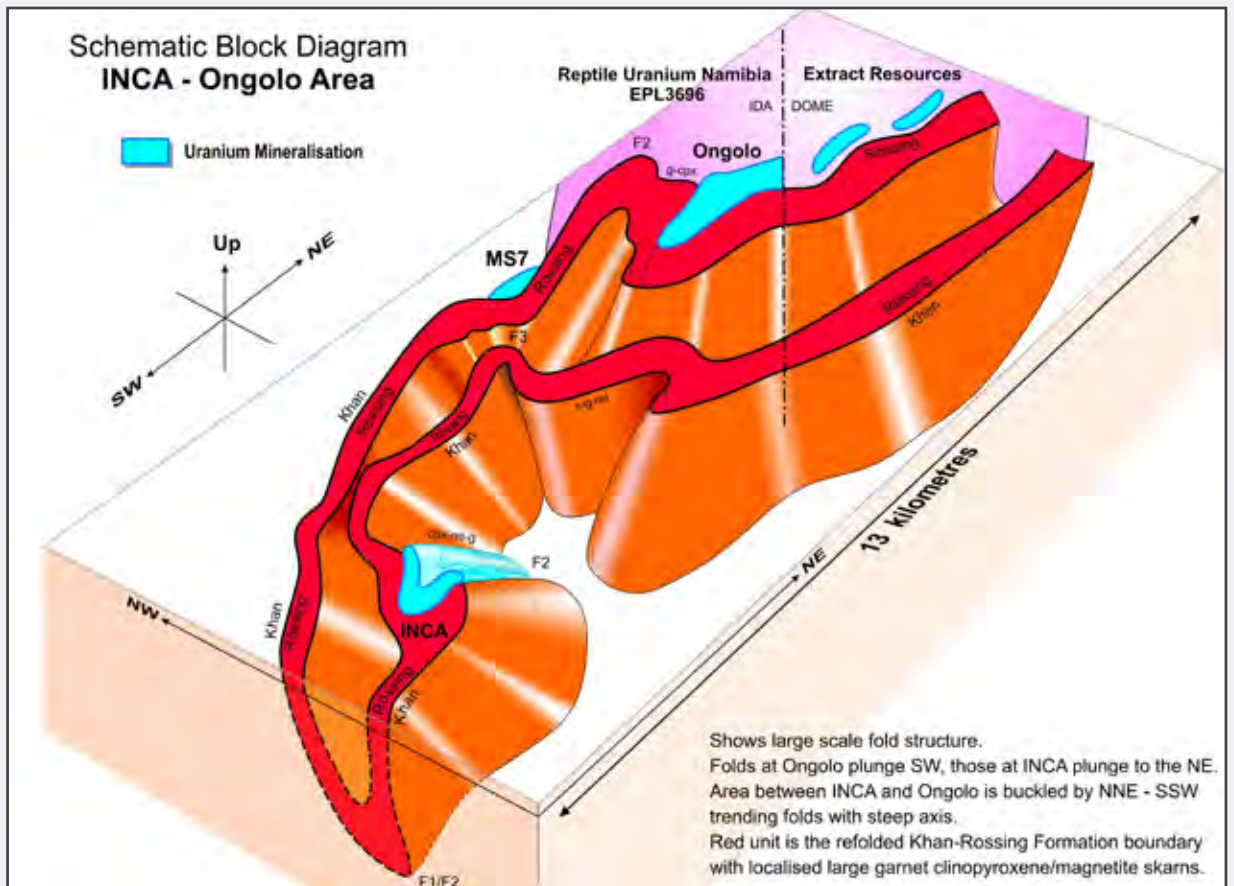 Schematic Block Diagram
INCA - Ongolo Area
Uranium Mineralisation
Reptile Uranium Namibia
EPL3696
Extract Resources
IDA
DOME
F2
g-cpx
Ongolo
Rossing
Up
NE
SW
MS7
Rossing
F3
Rossing
Khan
Khan
Rossing
Rossing
Khan
13 kilometres
NE
cpx-mt-g
F2
NW
Khan
Rossing
INCA
Rossing
Khan
F1/F2
Shows large scale fold structure.
Folds at Ongolo plunge SW, those at INCA plunge to the NE.
Area between INCA and Ongolo is buckled by NNE - SSW
trending folds with steep axis.
Red unit is the refolded Khan-Rossing Formation boundary
with localised large garnet clinopyroxene/magnetite skarns.